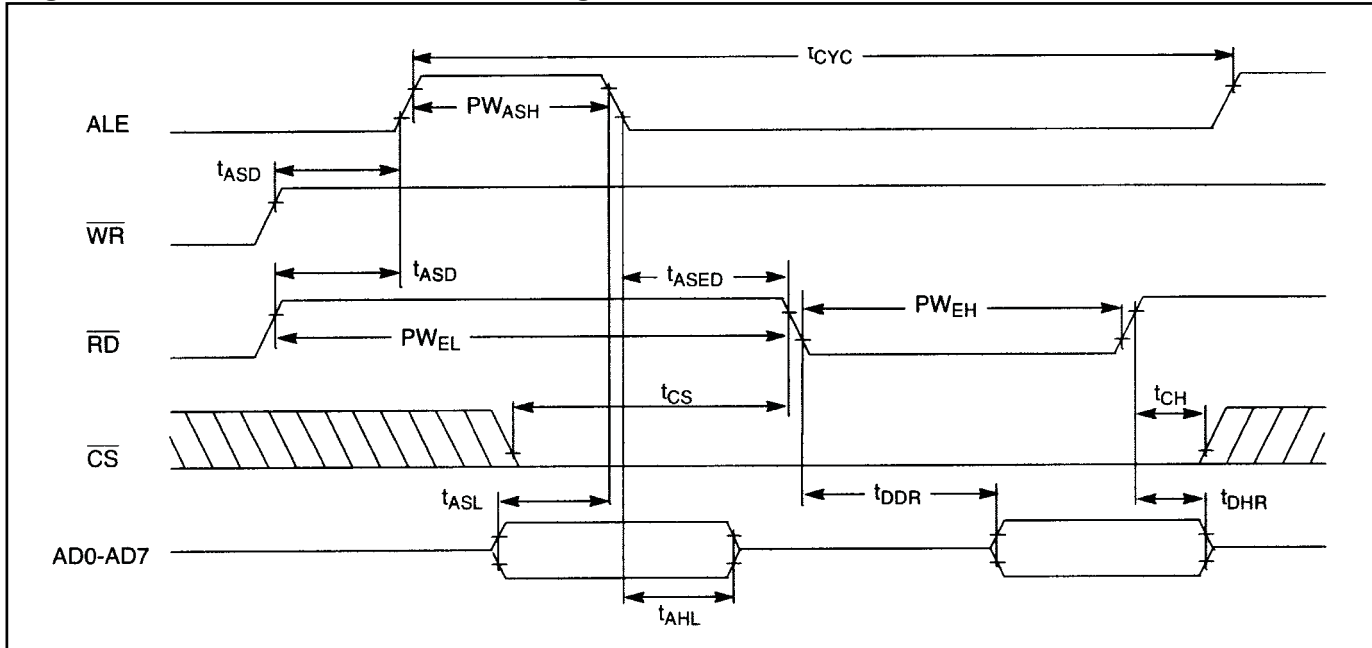 tCYC
PWASH
ALE
tASD
WR
tASD
tASED
PWEH
PWEL
RD
tCS
tCH
CS
tASL
tDDR
tDHR
AD0-AD7
tAHL